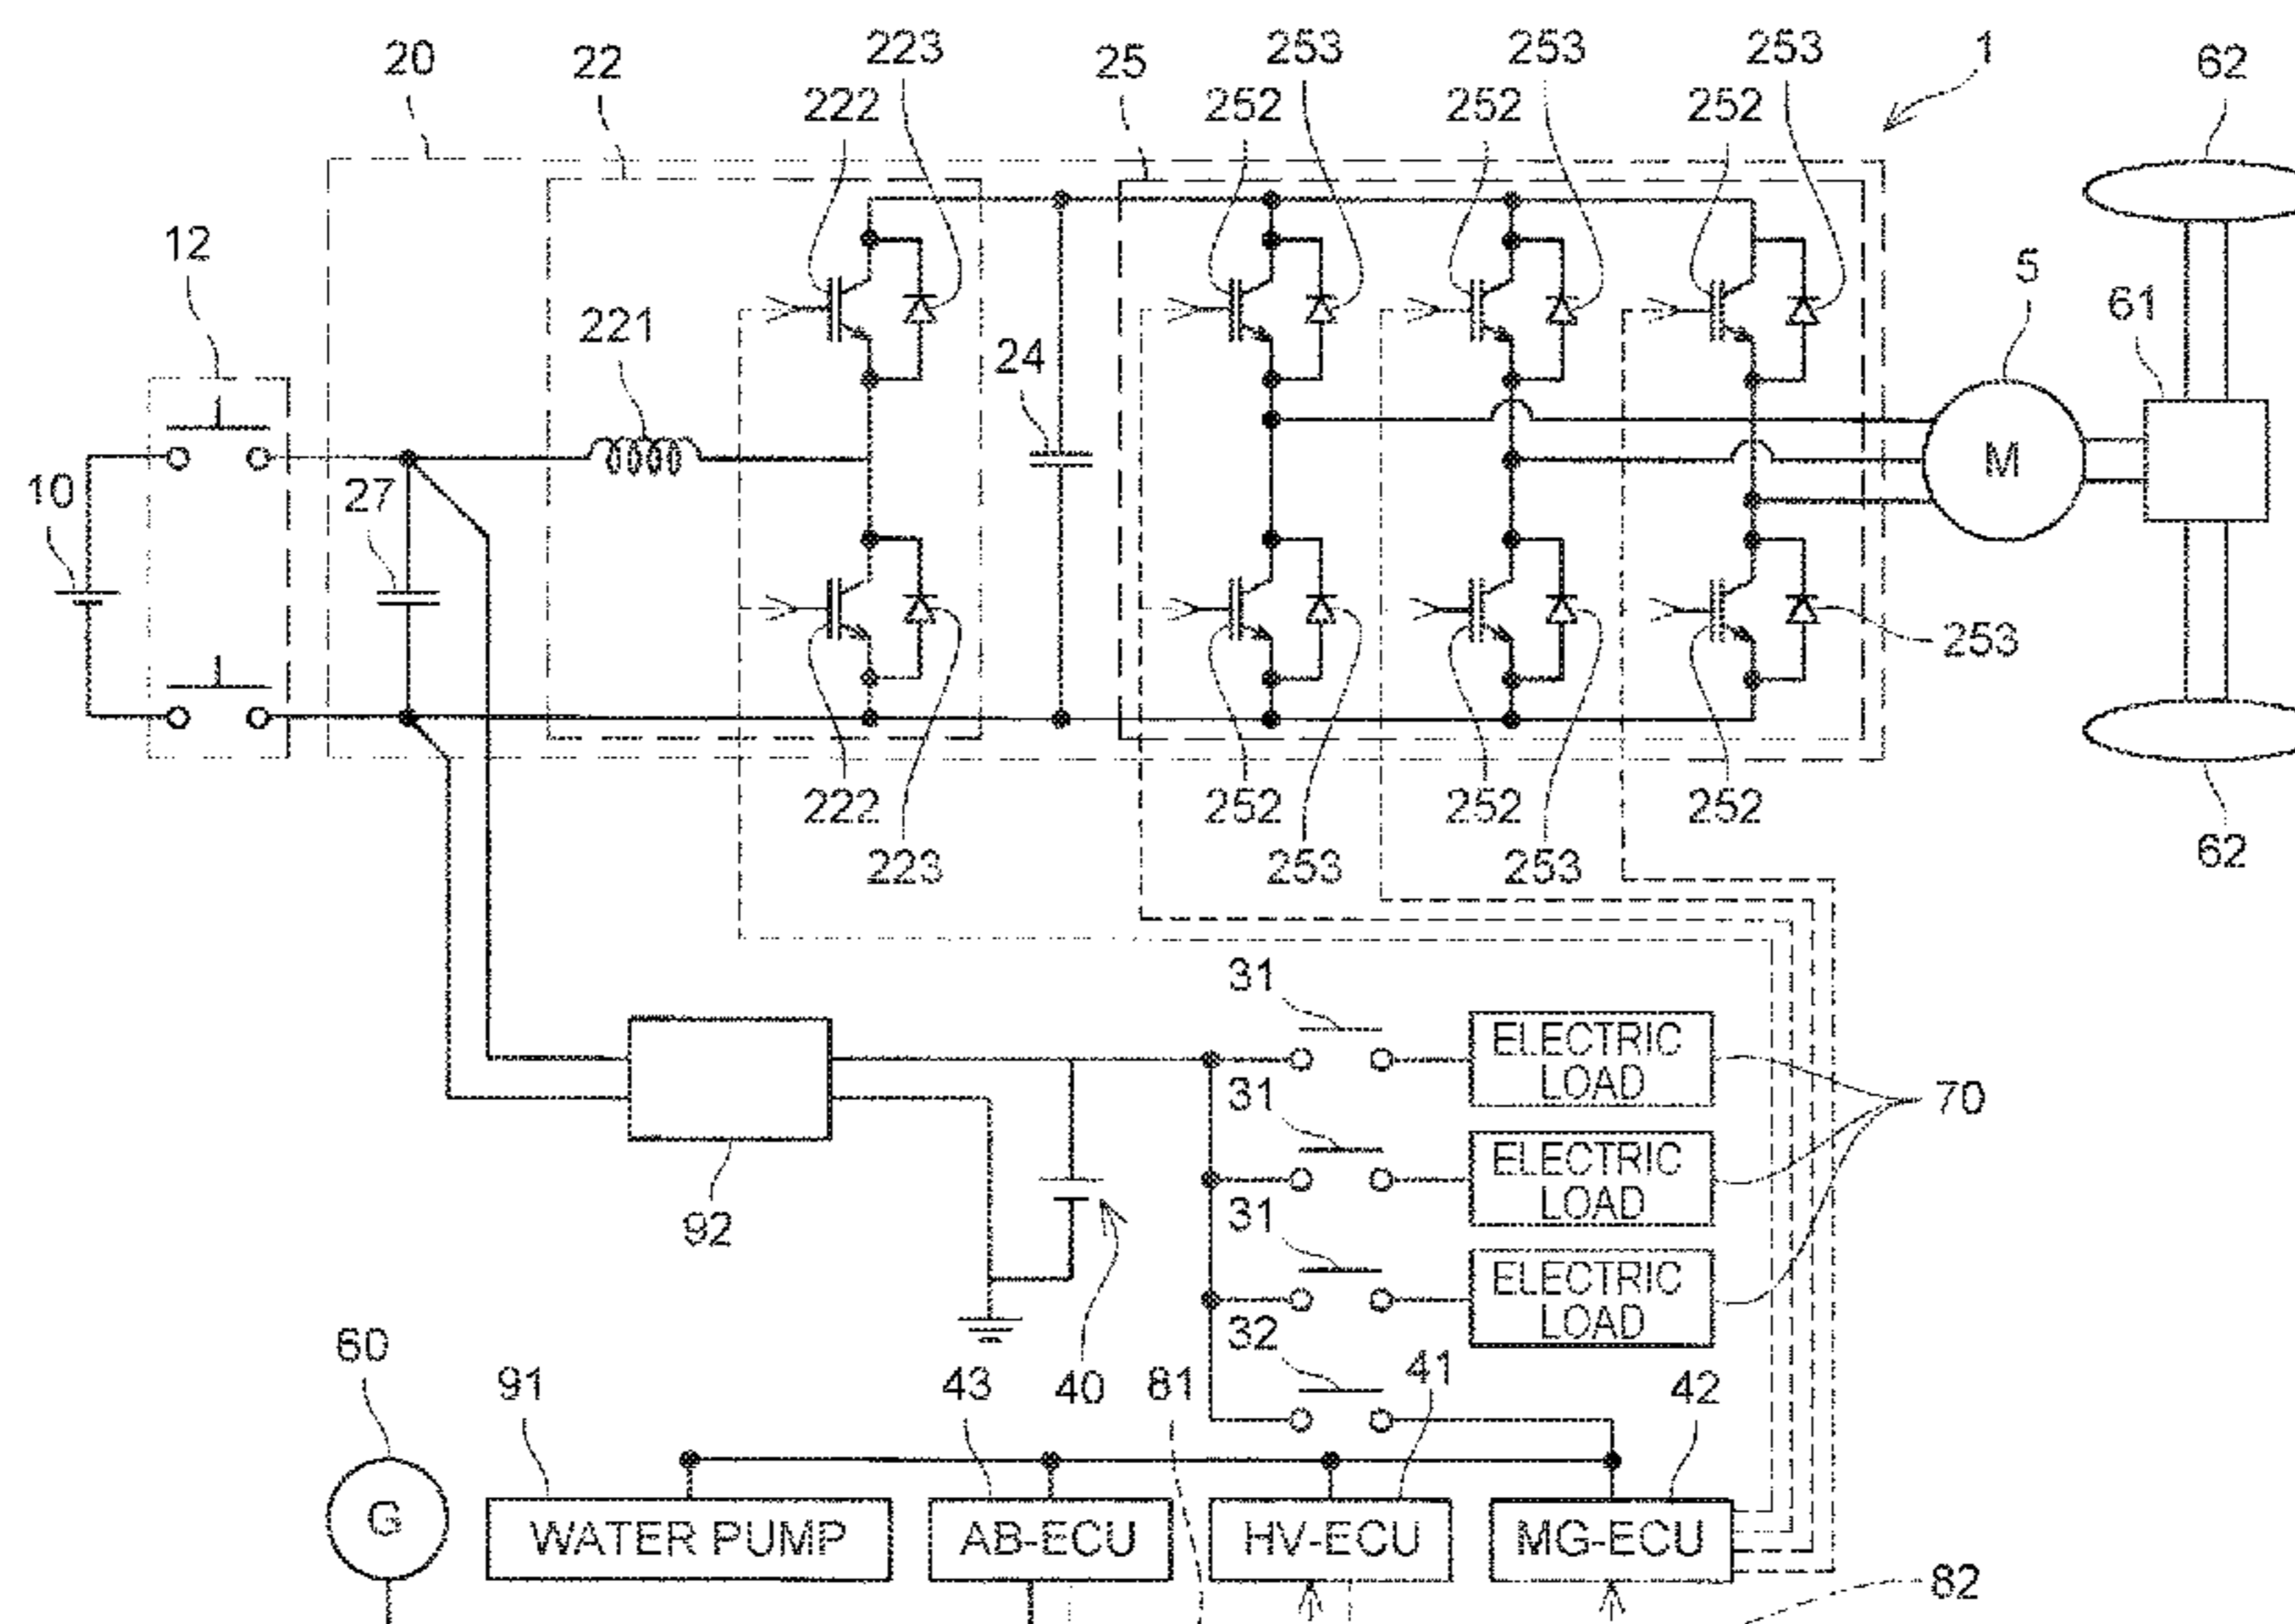 20 22 223 25 253 253 253 1 62
222 252 252 252
12
5
221
61
24
M
10 27
253
222 252 252 252
223 253 253 62
31
ELECTRIC
LOAD
31
70
ELECTRIC
LOAD
92
31
ELECTRIC
LOAD
32
60
91 43 40 81 41 42
G
WATER PUMP AB-ECU HV-ECU MG-ECU
82